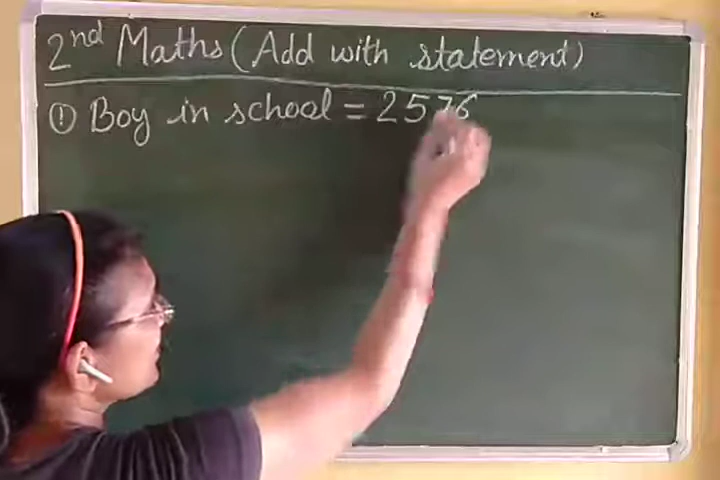 2nd Maths (Add with statement)
① Boy in school = 2576